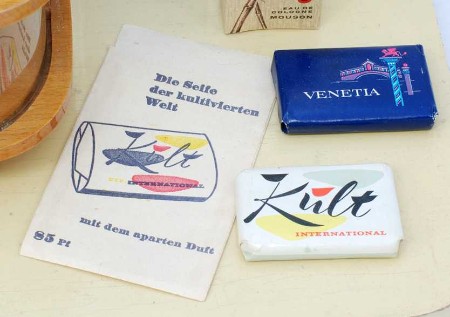 EAU DE
COLOGNE
MOUSON
Die Seife
der kultivierten
Welt
Kult
INTERNATIONAL
mit dem aparten Duft
85 Pf
VENETIA
Kult
INTERNATIONAL